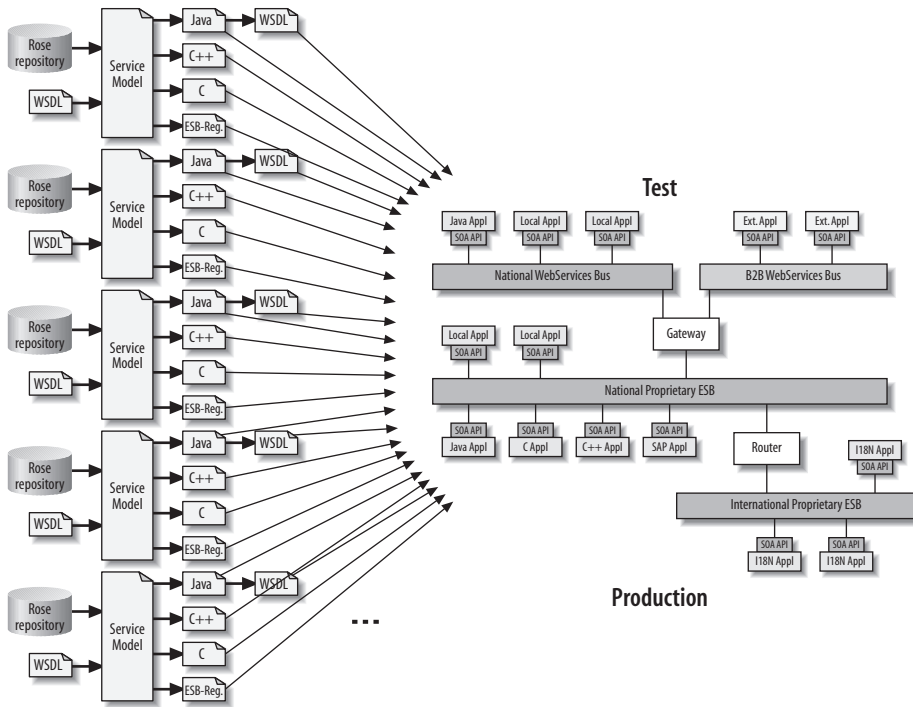 Rose
repository
WSDL
Service
Model
Java
WSDL
C++
C
ESB-Reg.
Rose
repository
WSDL
Service
Model
Java
WSDL
C++
C
ESB-Reg.
Rose
repository
WSDL
Service
Model
Java
WSDL
C++
C
ESB-Reg.
Rose
repository
WSDL
Service
Model
Java
WSDL
C++
C
ESB-Reg.
Rose
repository
WSDL
Service
Model
Java
WSDL
C++
C
ESB-Reg.
...
Test
Java Appl
SOA API
Local Appl
SOA API
Local Appl
SOA API
National WebServices Bus
Ext. Appl
SOA API
Ext. Appl
SOA API
B2B WebServices Bus
Gateway
Local Appl
SOA API
Local Appl
SOA API
National Proprietary ESB
SOA API
Java Appl
SOA API
C Appl
SOA API
C++ Appl
SOA API
SAP Appl
Router
I18N Appl
SOA API
International Proprietary ESB
SOA API
I18N Appl
SOA API
I18N Appl
Production